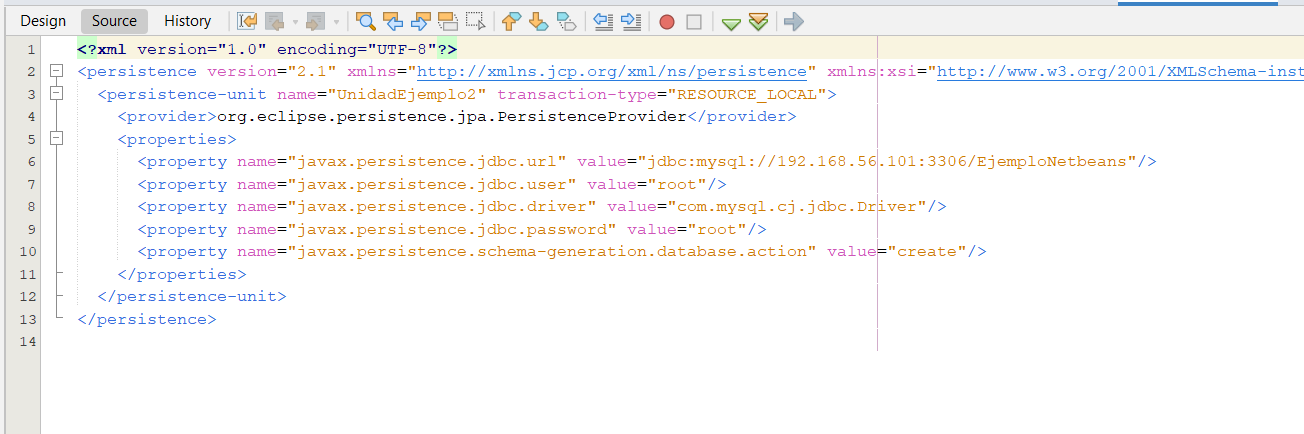 Design Source History
1 <?xml version="1.0" encoding="UTF-8"?>
2 <persistence version="2.1" xmlns="http://xmlns.jcp.org/xml/ns/persistence" xmlns:xsi="http://www.w3.org/2001/XMLSchema-inst
3 <persistence-unit name="UnidadEjemplo2" transaction-type="RESOURCE_LOCAL">
4 <provider>org.eclipse.persistence.jpa.PersistenceProvider</provider>
5 <properties>
6 <property name="javax.persistence.jdbc.url" value="jdbc:mysql://192.168.56.101:3306/EjemploNetbeans"/>
7 <property name="javax.persistence.jdbc.user" value="root"/>
8 <property name="javax.persistence.jdbc.driver" value="com.mysql.cj.jdbc.Driver"/>
9 <property name="javax.persistence.jdbc.password" value="root"/>
10 <property name="javax.persistence.schema-generation.database.action" value="create"/>
11 </properties>
12 </persistence-unit>
13 </persistence>
14